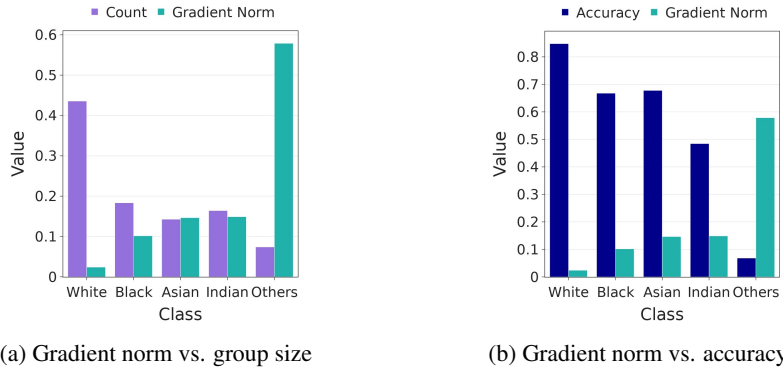 Count Gradient Norm
0.6
0.5
0.4
0.3
0.2
0.1
0
Value
White Black Asian Indian Others
Class
(a) Gradient norm vs. group size
Accuracy Gradient Norm
0.8
0.7
0.6
0.5
0.4
0.3
0.2
0.1
0
Value
White Black Asian Indian Others
Class
(b) Gradient norm vs. accuracy